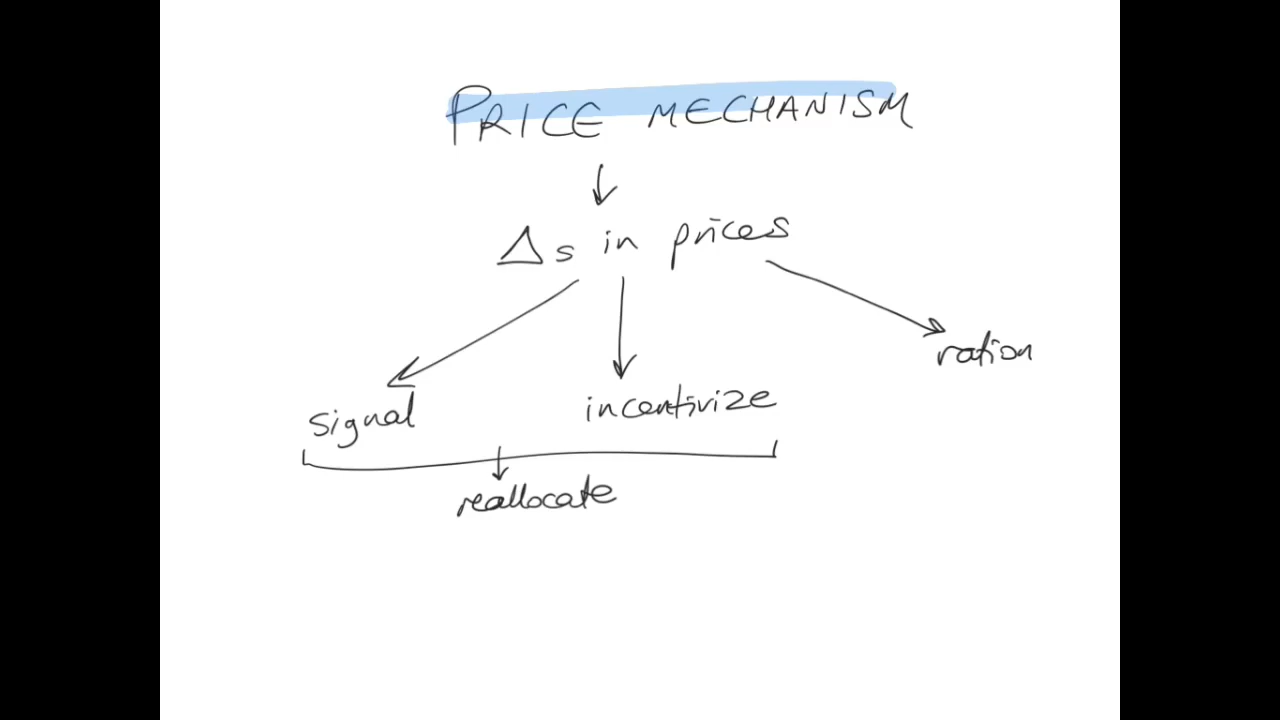 PRICE MECHANISM
Δs in prices
ration
signal
incentivize
reallocate